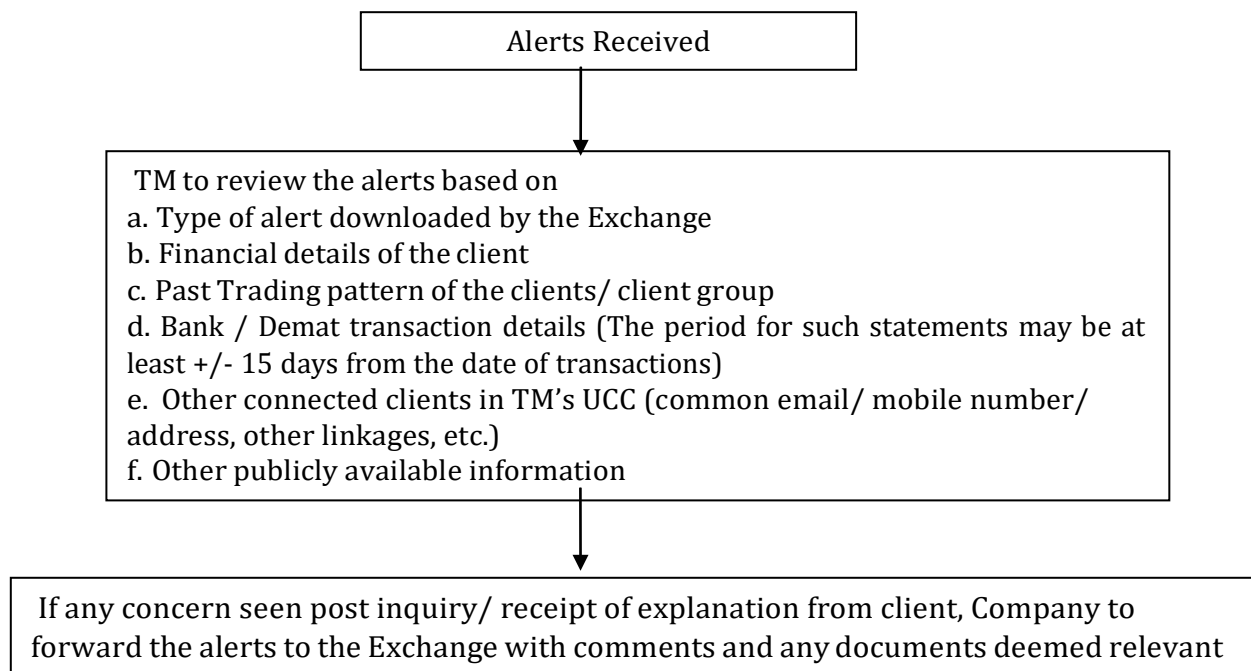 Alerts Received
TM to review the alerts based on
a. Type of alert downloaded by the Exchange
b. Financial details of the client
c. Past Trading pattern of the clients/ client group
d. Bank / Demat transaction details (The period for such statements may be at
least +/- 15 days from the date of transactions)
e. Other connected clients in TM’s UCC (common email/ mobile number/
address, other linkages, etc.)
f. Other publicly available information
If any concern seen post inquiry/ receipt of explanation from client, Company to
forward the alerts to the Exchange with comments and any documents deemed relevant